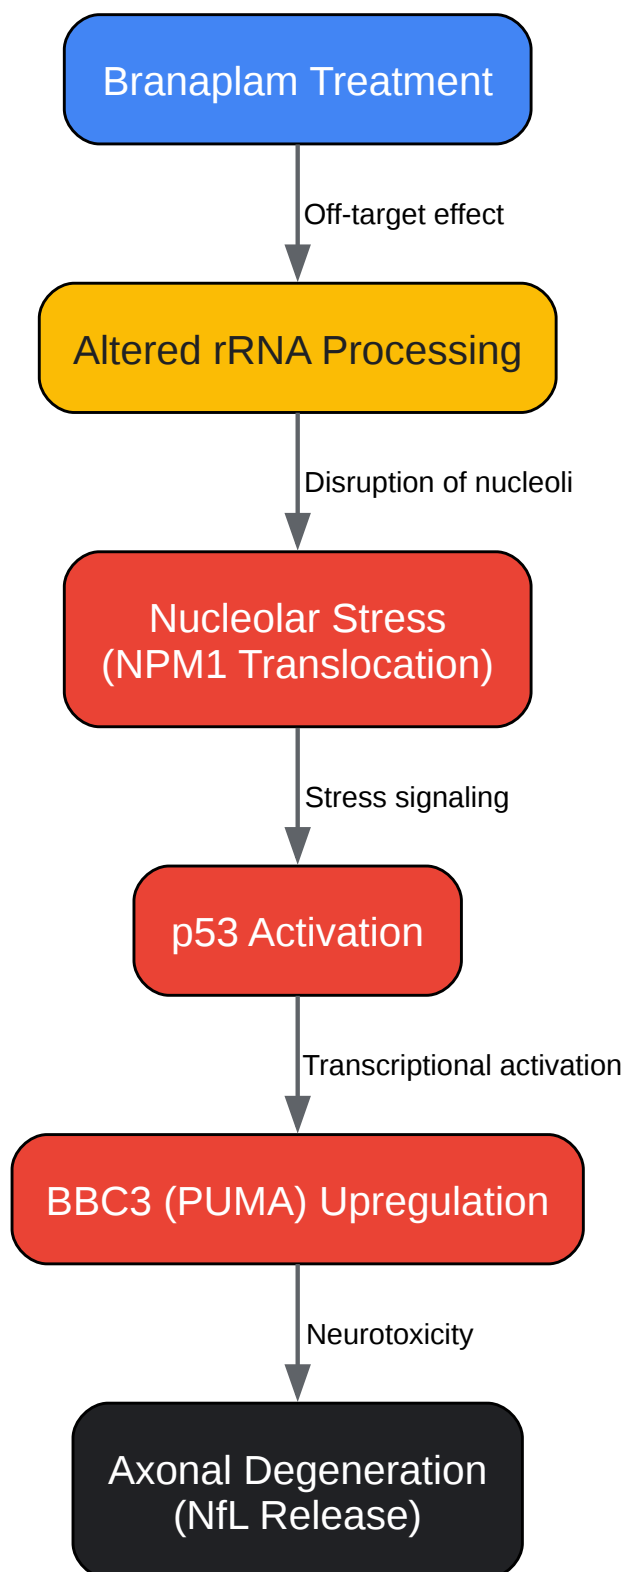 Branaplam Treatment
Off-target effect
Altered rRNA Processing
Disruption of nucleoli
Nucleolar Stress
(NPM1 Translocation)
Stress signaling
p53 Activation
Transcriptional activation
BBC3 (PUMA) Upregulation
Neurotoxicity
Axonal Degeneration
(NfL Release)